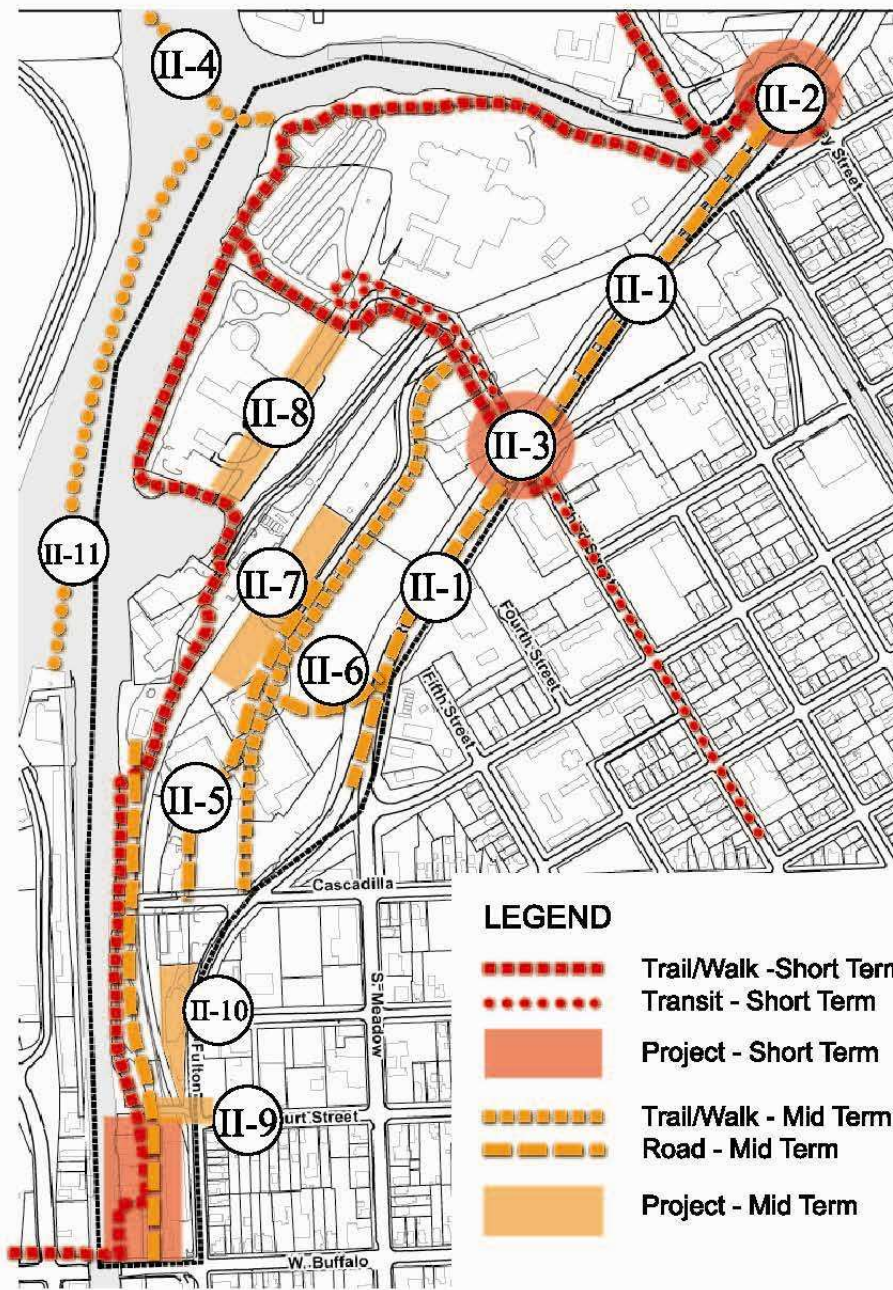 II-4
II-2
II-1
II-8
II-3
II-11
II-7
II-1
Fourth Street
II-6
Fifth Street
II-5
Cascadilla
II-10
S. Meadow
Fulton
II-9
W. Buffalo
LEGEND
Trail/Walk -Short Term
Transit - Short Term
Project - Short Term
Trail/Walk - Mid Term
Road - Mid Term
Project - Mid Term
urt Street
ey Street